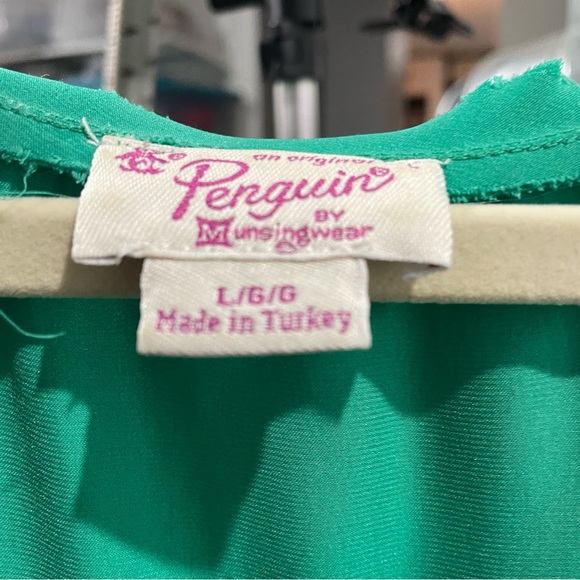 an original
Penguin®
BY
Munsingwear
L/G/G
Made in Turkey